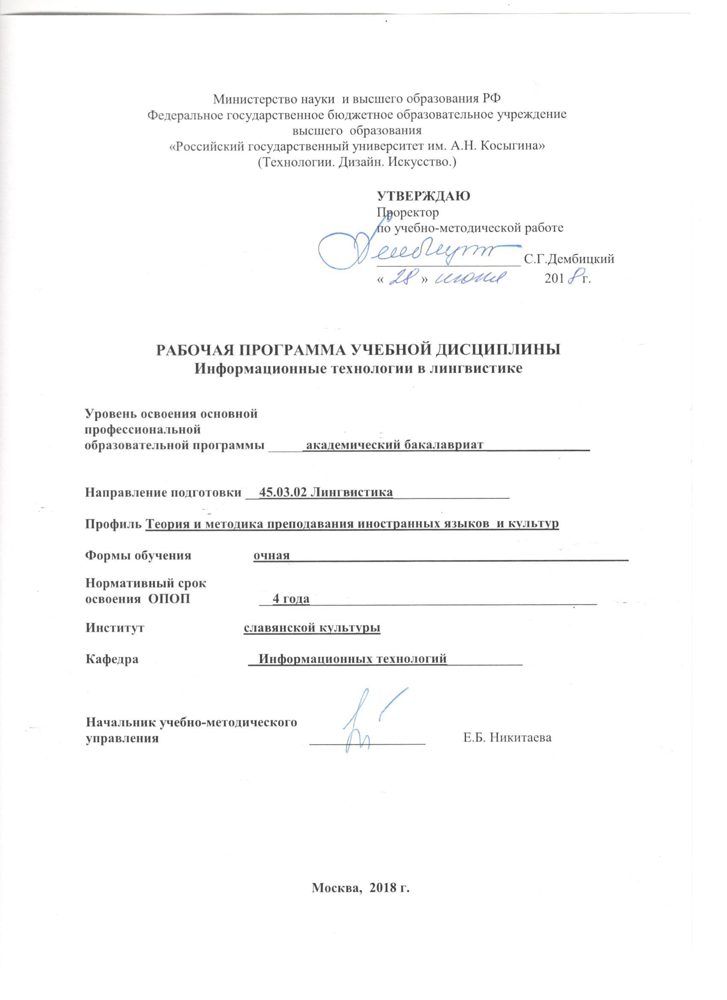 Министерство науки и высшего образования РФ
Федеральное государственное бюджетное образовательное учреждение
высшего образования
«Российский государственный университет им. А.Н. Косыгина»
(Технологии. Дизайн. Искусство.)
УТВЕРЖДАЮ
Проректор
по учебно-методической работе
С.Г.Дембицкий
« 28 » июня 2018 г.
РАБОЧАЯ ПРОГРАММА УЧЕБНОЙ ДИСЦИПЛИНЫ
Информационные технологии в лингвистике
Уровень освоения основной
профессиональной
образовательной программы академический бакалавриат
Направление подготовки 45.03.02 Лингвистика
Профиль Теория и методика преподавания иностранных языков и культур
Формы обучения очная
Нормативный срок
освоения ОПОП 4 года
Институт славянской культуры
Кафедра Информационных технологий
Начальник учебно-методического
управления Е.Б. Никитаева
Москва, 2018 г.